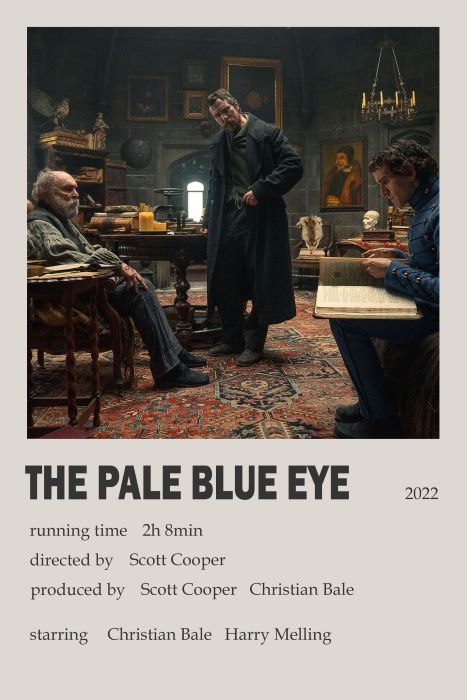 THE PALE BLUE EYE 2022
running time 2h 8min
directed by Scott Cooper
produced by Scott Cooper Christian Bale
starring Christian Bale Harry Melling